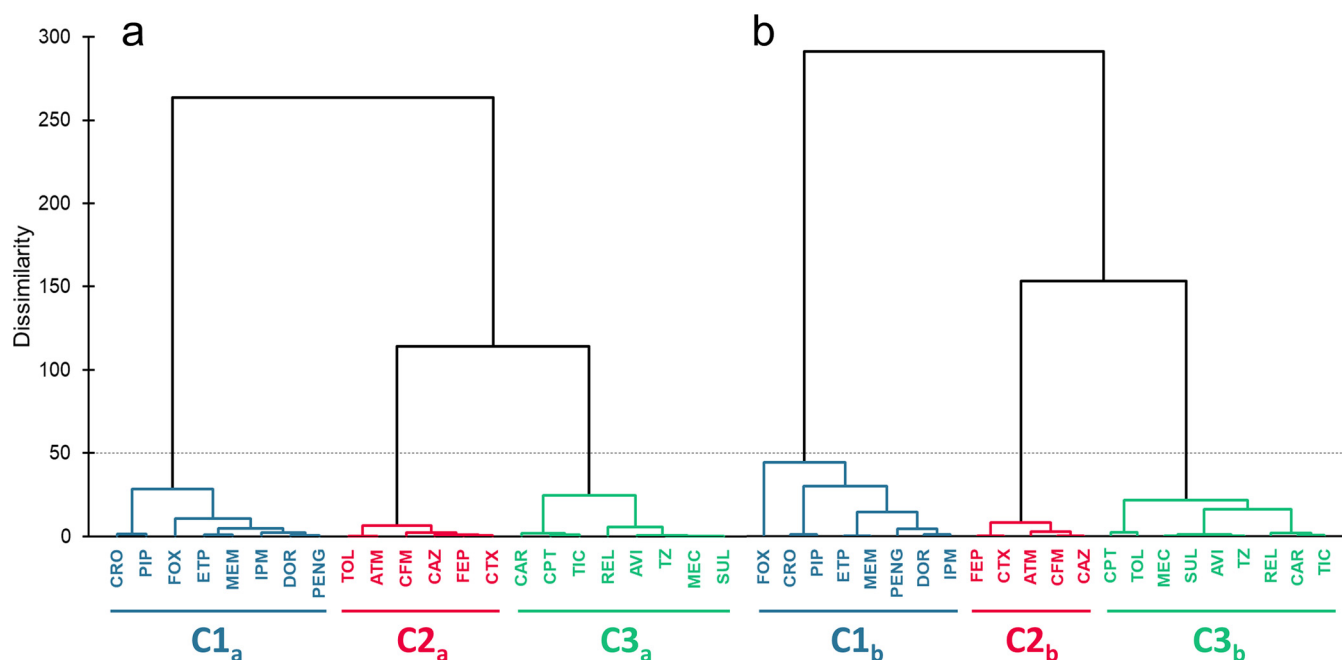 a
b
300
250
200
150
100
50
0
Dissimilarity
CRO
PIP
FOX
ETP
MEM
IPM
DOR
PENG
TOL
ATM
CFM
CAZ
FEP
CTX
CAR
CPT
TIC
REL
AVI
TZ
MEC
SUL
FOX
CRO
PIP
ETP
MEM
PENG
DOR
IPM
FEP
CTX
ATM
CFM
CAZ
CPT
TOL
MEC
SUL
AVI
TZ
REL
CAR
TIC
C1a
C2a
C3a
C1b
C2b
C3b